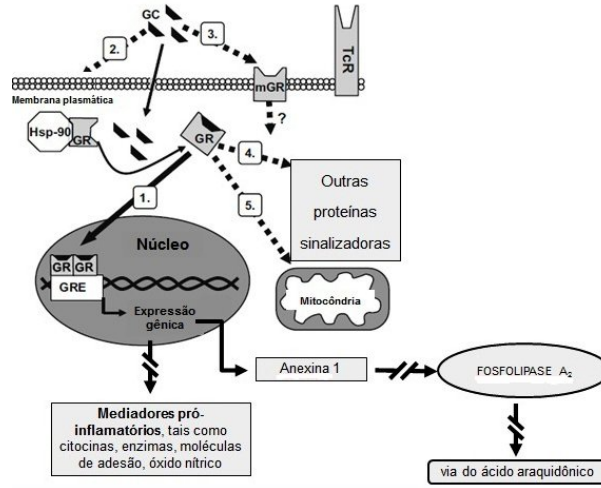 GC
2.
3.
TcR
mGR
Membrana plasmática
?
Hsp-90
GR
GR
4.
5.
1.
Outras
proteínas
sinalizadoras
Núcleo
GR GR
GRE
Expressão
gênica
Mitocôndria
Anexina 1
FOSFOLIPASE A₂
Mediadores pró-
inflamatórios, tais como
citocinas, enzimas, moléculas
de adesão, óxido nítrico
via do ácido araquidônico